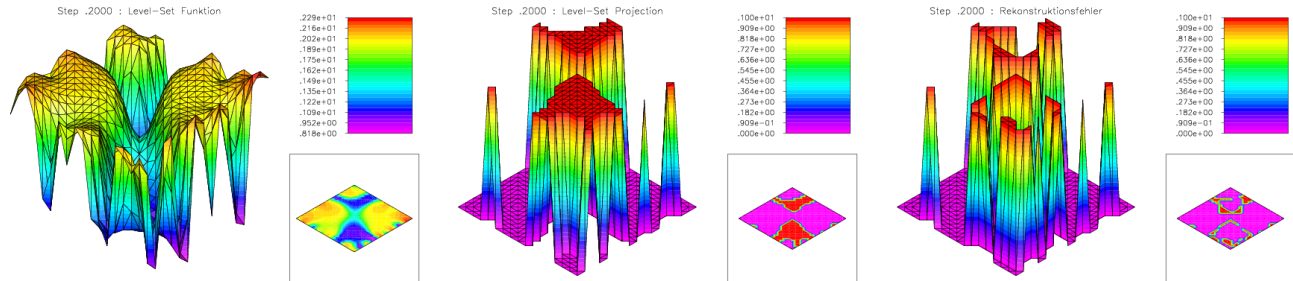 Step .2000 : Level-Set Funktion
.229e+01
.216e+01
.202e+01
.189e+01
.175e+01
.162e+01
.149e+01
.135e+01
.122e+01
.109e+01
.952e+00
.818e+00
Step .2000 : Level-Set Projection
.100e+01
.909e+00
.818e+00
.727e+00
.636e+00
.545e+00
.455e+00
.364e+00
.273e+00
.182e+00
.909e-01
.000e+00
Step .2000 : Rekonstruktionsfehler
.100e+01
.909e+00
.818e+00
.727e+00
.636e+00
.545e+00
.455e+00
.364e+00
.273e+00
.182e+00
.909e-01
.000e+00